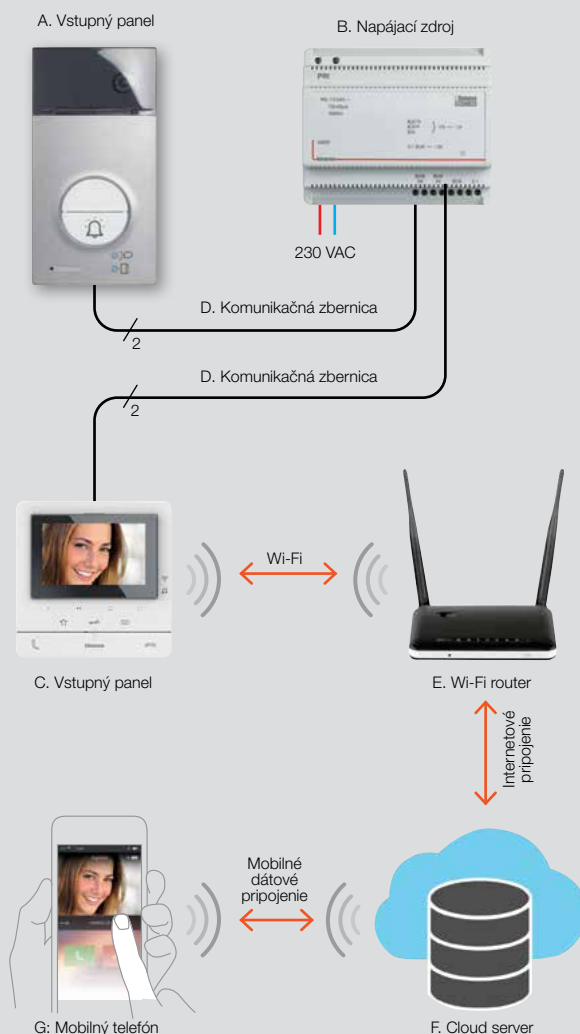 A. Vstupný panel
B. Napájací zdroj
PRI
230 VAC
D. Komunikačná zbernica
2
D. Komunikačná zbernica
2
Wi-Fi
C. Vstupný panel
E. Wi-Fi router
Internetové
pripojenie
Mobilné
dátové
pripojenie
G: Mobilný telefón
F. Cloud server